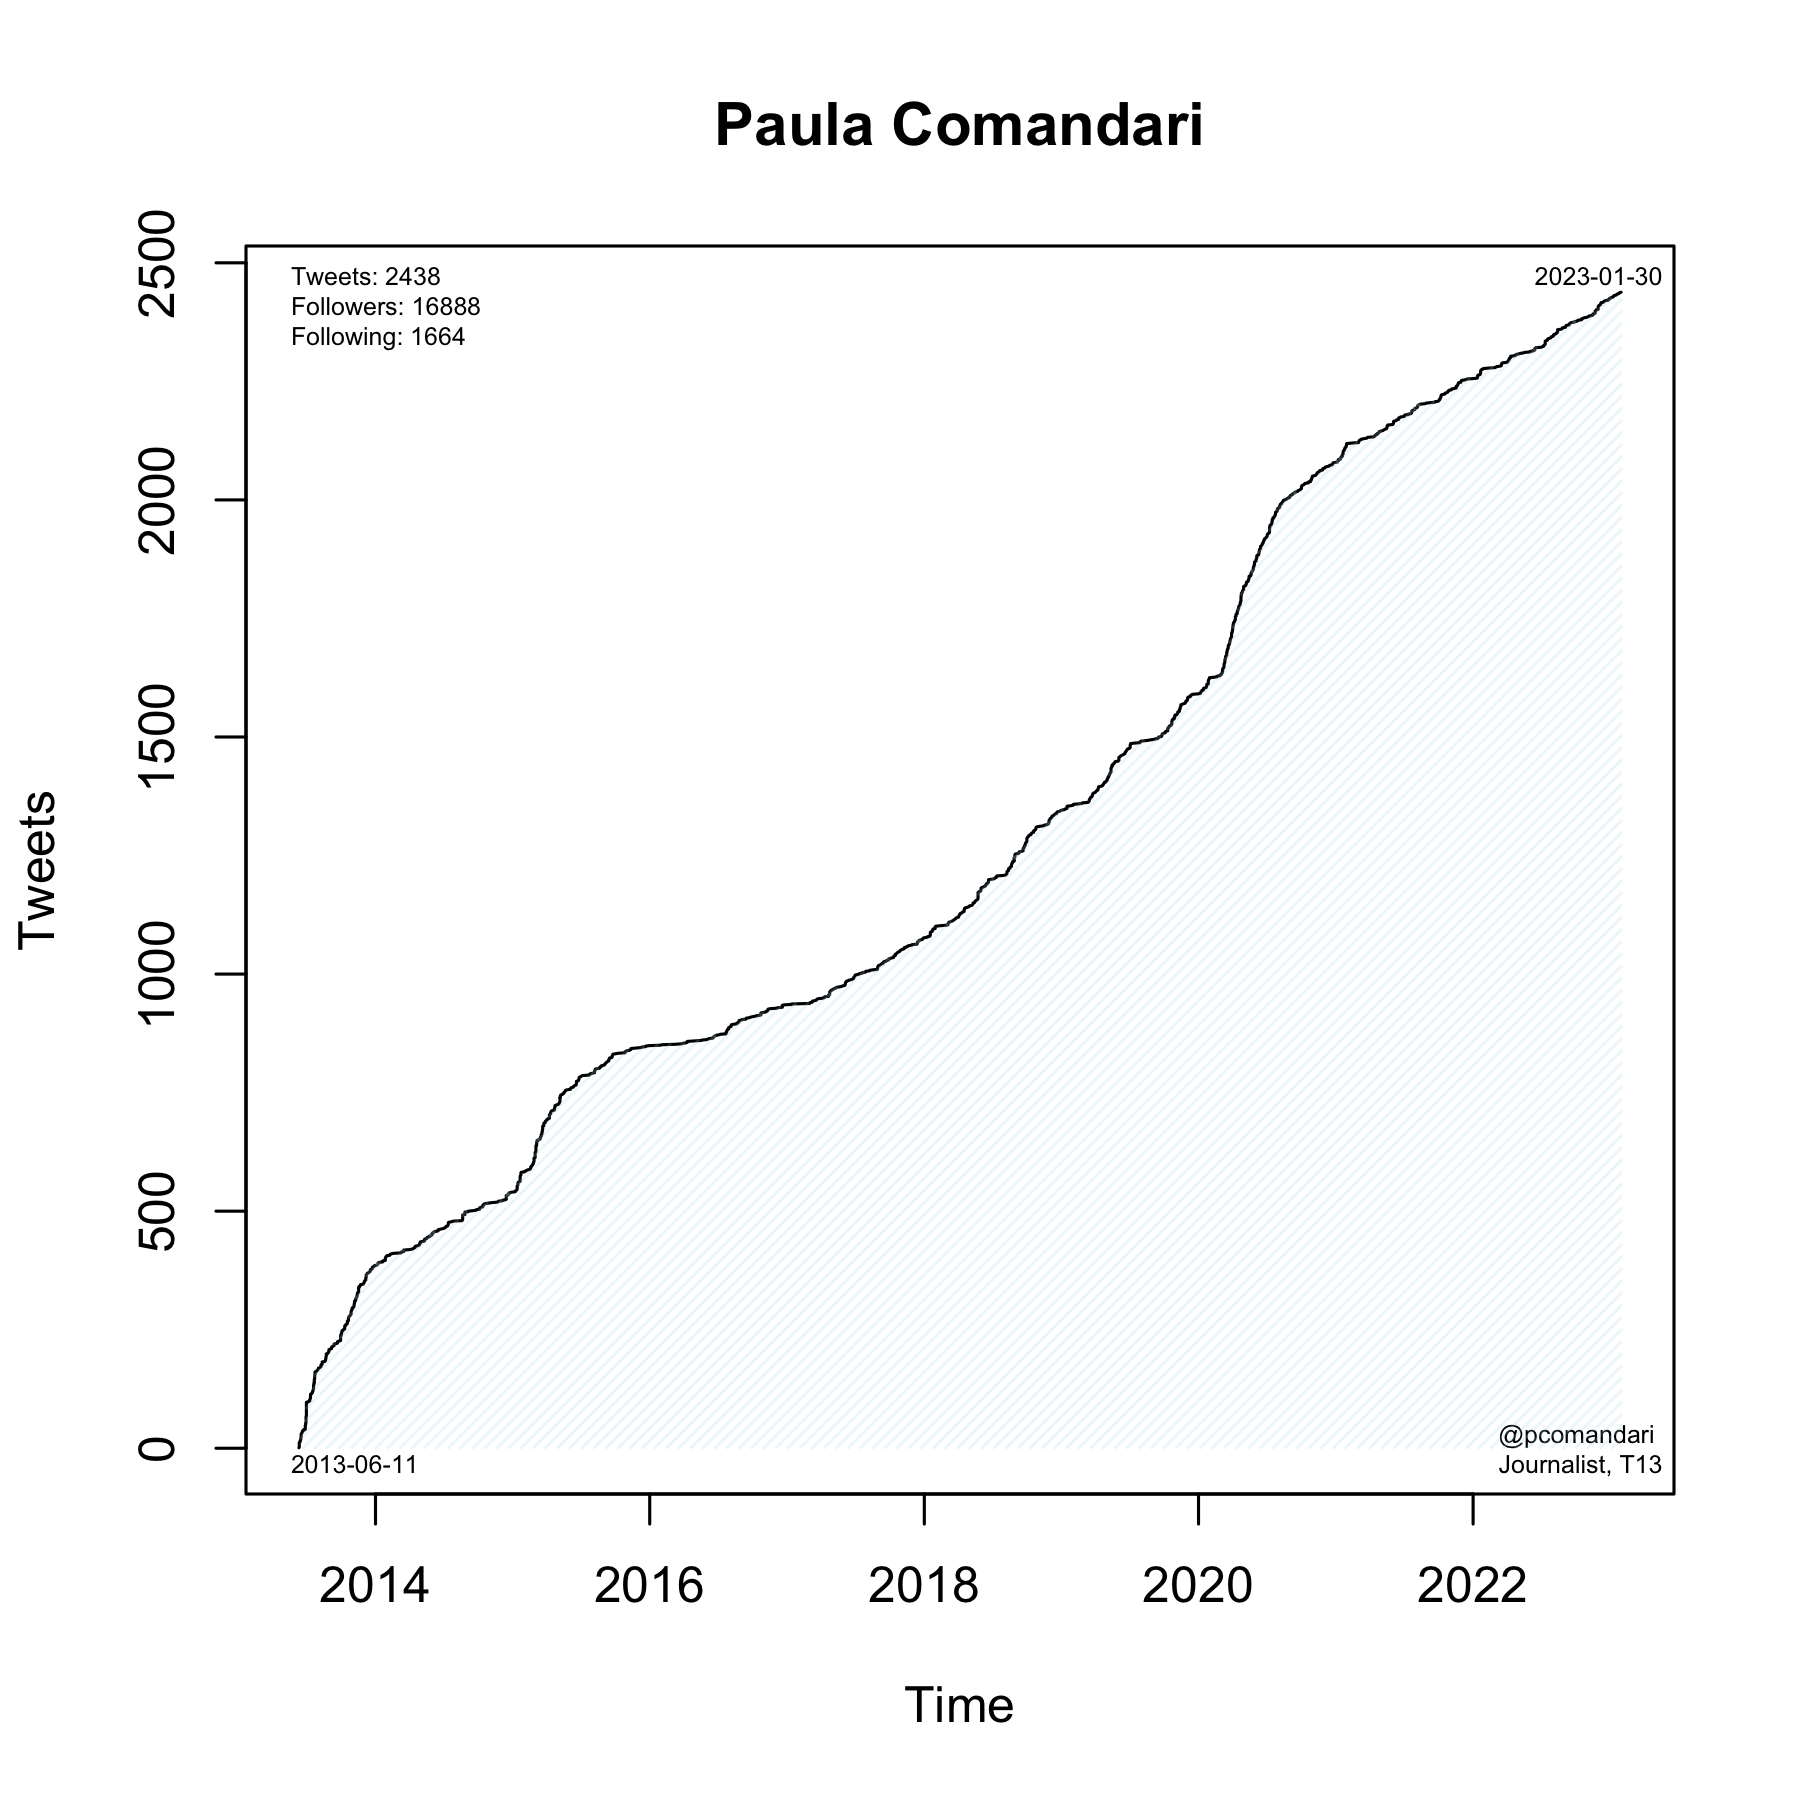 Paula Comandari
Tweets: 2438
Followers: 16888
Following: 1664
2023-01-30
2500
2000
1500
1000
500
0
Tweets
2013-06-11
@pcomandari
Journalist, T13
2014
2016
2018
2020
2022
Time